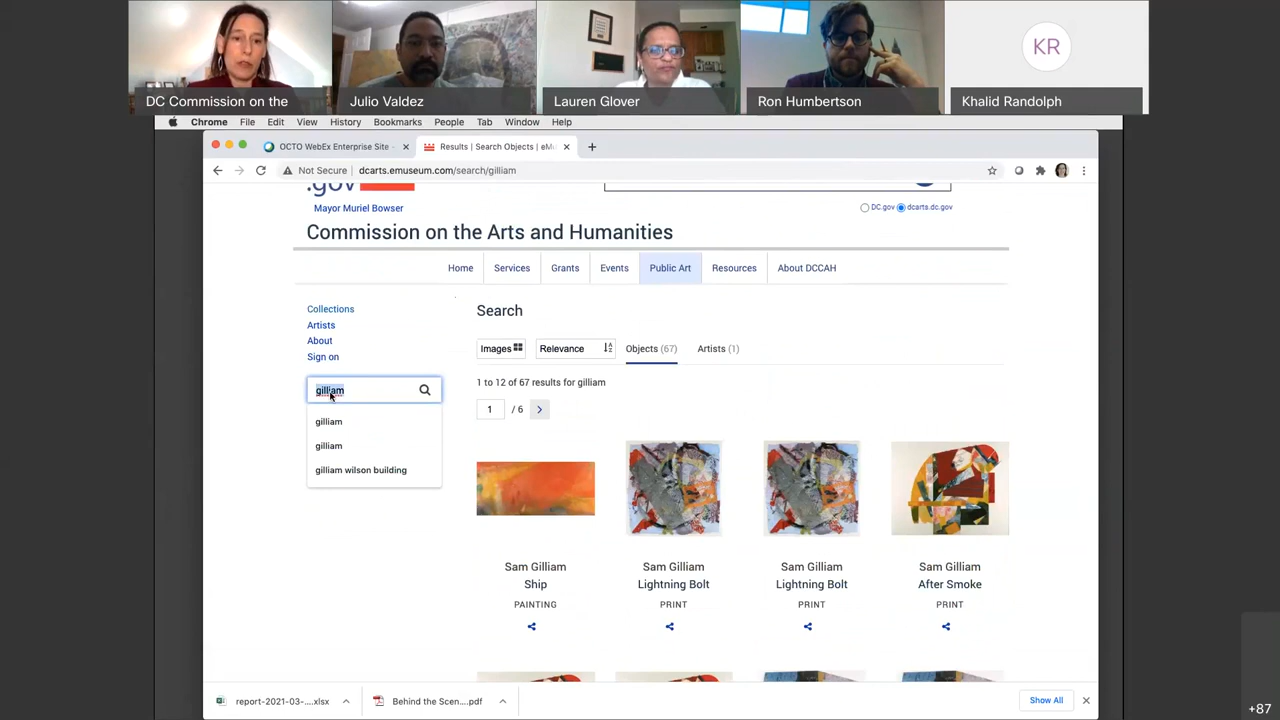 KR
DC Commission on the
Julio Valdez
Lauren Glover
Ron Humbertson
Khalid Randolph
Chrome File Edit View History Bookmarks People Tab Window Help
OCTO WebEx Enterprise Site -
Results | Search Objects | eMu
Not Secure | dcarts.emuseum.com/search/gilliam
.gov
DC.gov dcarts.dc.gov
Mayor Muriel Bowser
Commission on the Arts and Humanities
Home Services Grants Events Public Art Resources About DCCAH
Collections
Artists
About
Sign on
gilliam
gilliam
gilliam
gilliam wilson building
Search
Images Relevance Objects (67) Artists (1)
1 to 12 of 67 results for gilliam
1 / 6
Sam Gilliam
Ship
PAINTING
Sam Gilliam
Lightning Bolt
PRINT
Sam Gilliam
Lightning Bolt
PRINT
Sam Gilliam
After Smoke
PRINT
report-2021-03-....xlsx
Behind the Scen....pdf
Show All
+87